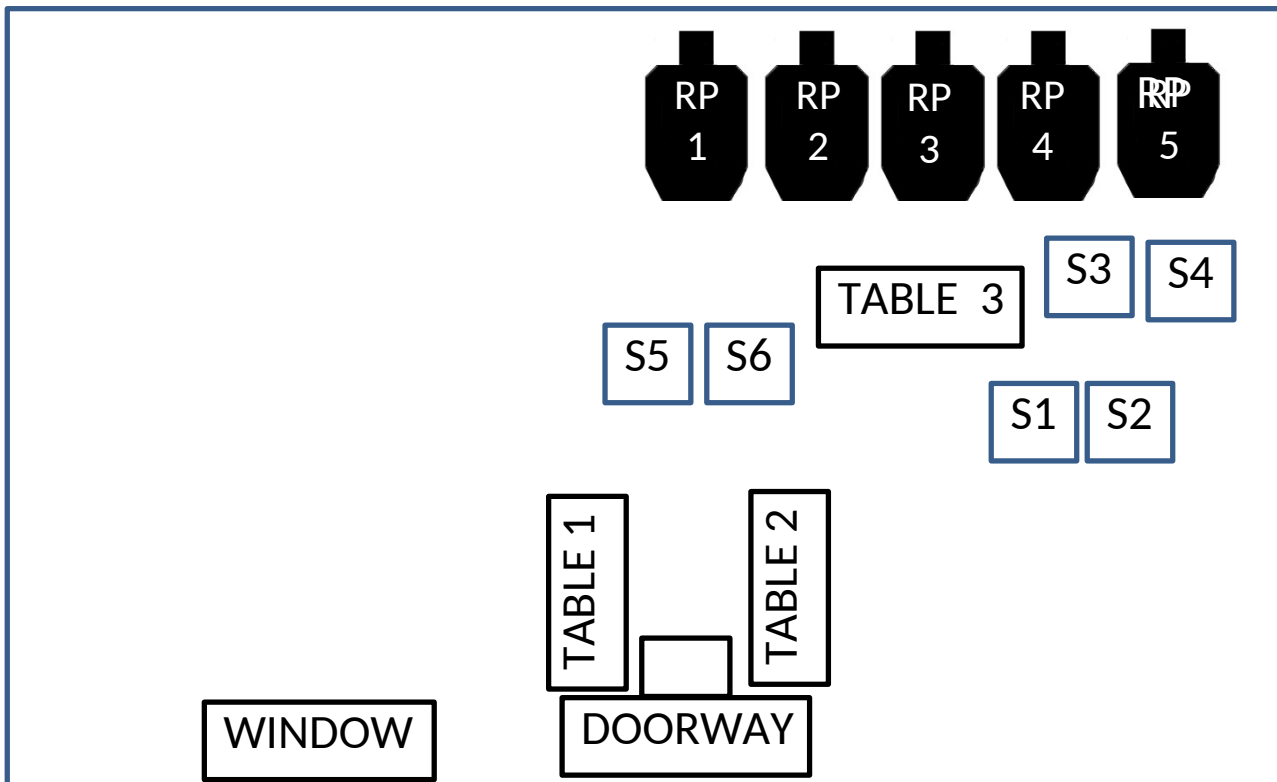 RP
1
RP
2
RP
3
RP
4
RP
5
S3
S4
TABLE 3
S5
S6
S1
S2
TABLE 1
TABLE 2
WINDOW
DOORWAY